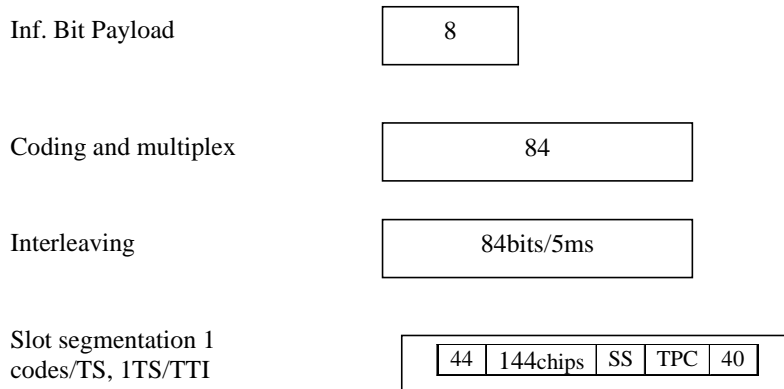 Inf. Bit Payload 8
Coding and multiplex 84
Interleaving 84bits/5ms
Slot segmentation 1
codes/TS, 1TS/TTI 44 144chips SS TPC 40